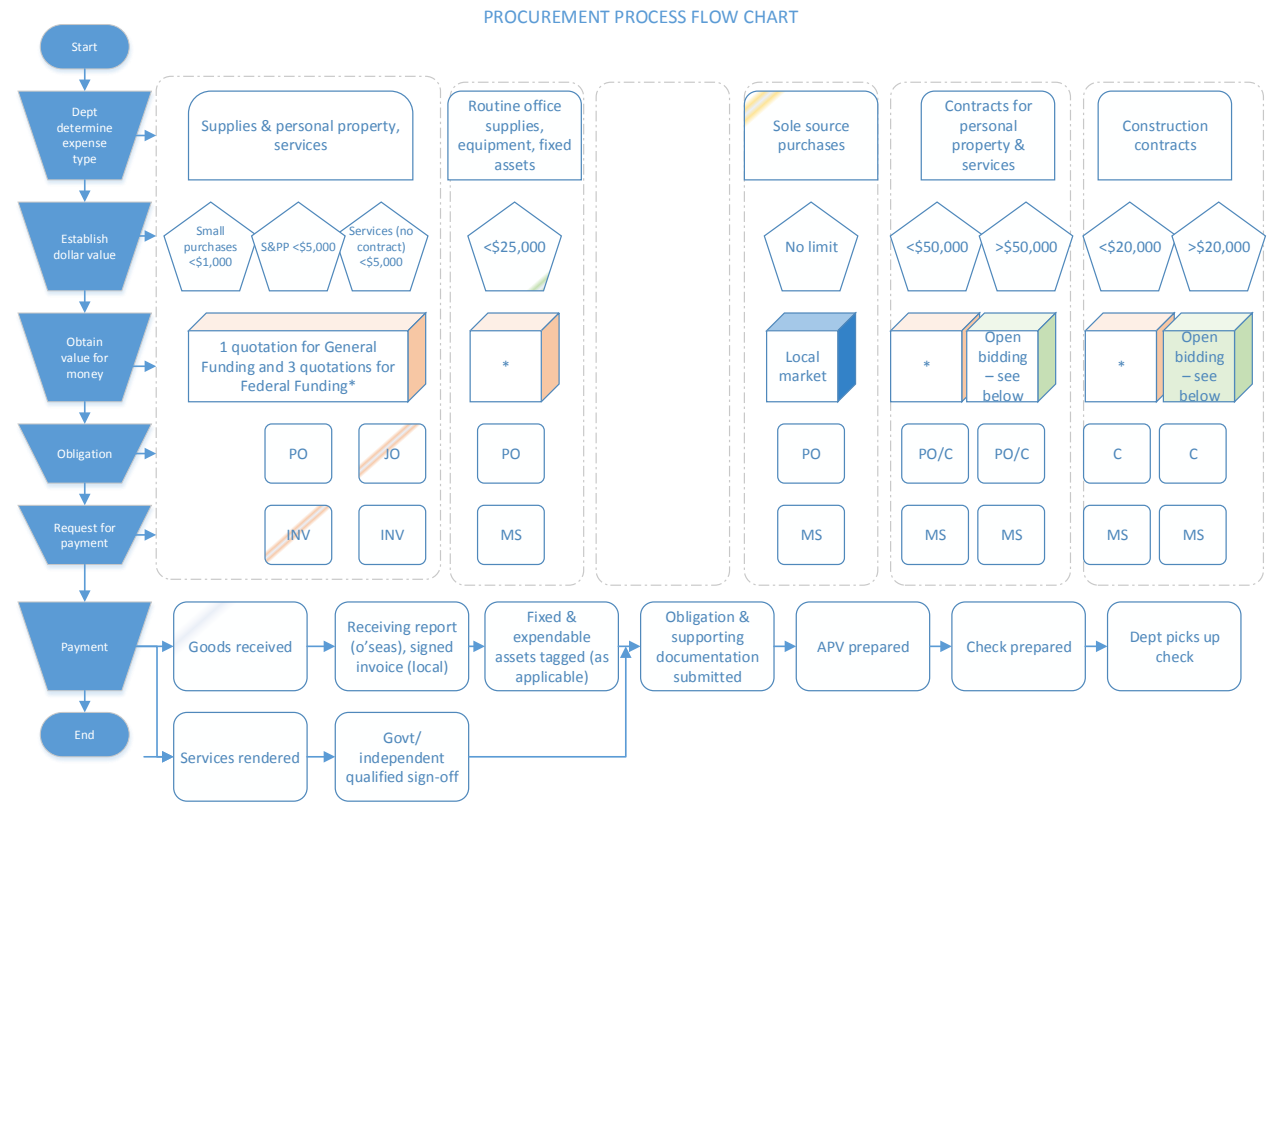 PROCUREMENT PROCESS FLOW CHART
Start
Dept
determine
expense
type
Supplies & personal property,
services
Routine office
supplies,
equipment, fixed
assets
Sole source
purchases
Contracts for
personal
property &
services
Construction
contracts
Establish
dollar value
Small
purchases
<$1,000
S&PP <$5,000
Services (no
contract)
<$5,000
<$25,000
No limit
<$50,000
>$50,000
<$20,000
>$20,000
Obtain
value for
money
1 quotation for General
Funding and 3 quotations for
Federal Funding*
*
Local
market
*
Open
bidding
– see
below
*
Open
bidding
– see
below
Obligation
PO
JO
PO
PO
PO/C
PO/C
C
C
Request for
payment
INV
INV
MS
MS
MS
MS
MS
MS
Payment
Goods received
Receiving report
(o’seas), signed
invoice (local)
Fixed &
expendable
assets tagged (as
applicable)
Obligation &
supporting
documentation
submitted
APV prepared
Check prepared
Dept picks up
check
End
Services rendered
Govt/
independent
qualified sign-off